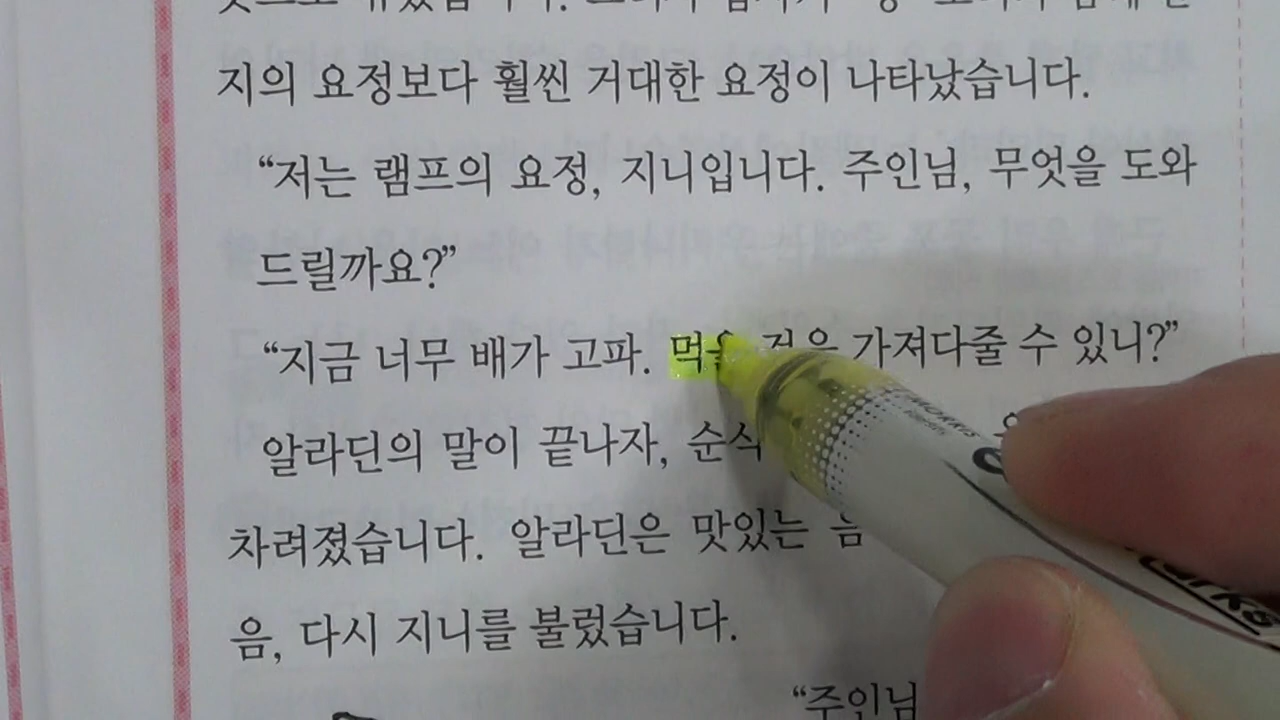 지의 요정보다 훨씬 거대한 요정이 나타났습니다.
“저는 램프의 요정, 지니입니다. 주인님, 무엇을 도와
드릴까요?”
“지금 너무 배가 고파. 먹을 것을 가져다줄 수 있니?”
알라딘의 말이 끝나자, 순식
차려졌습니다. 알라딘은 맛있는 음
음, 다시 지니를 불렀습니다.
“주인님